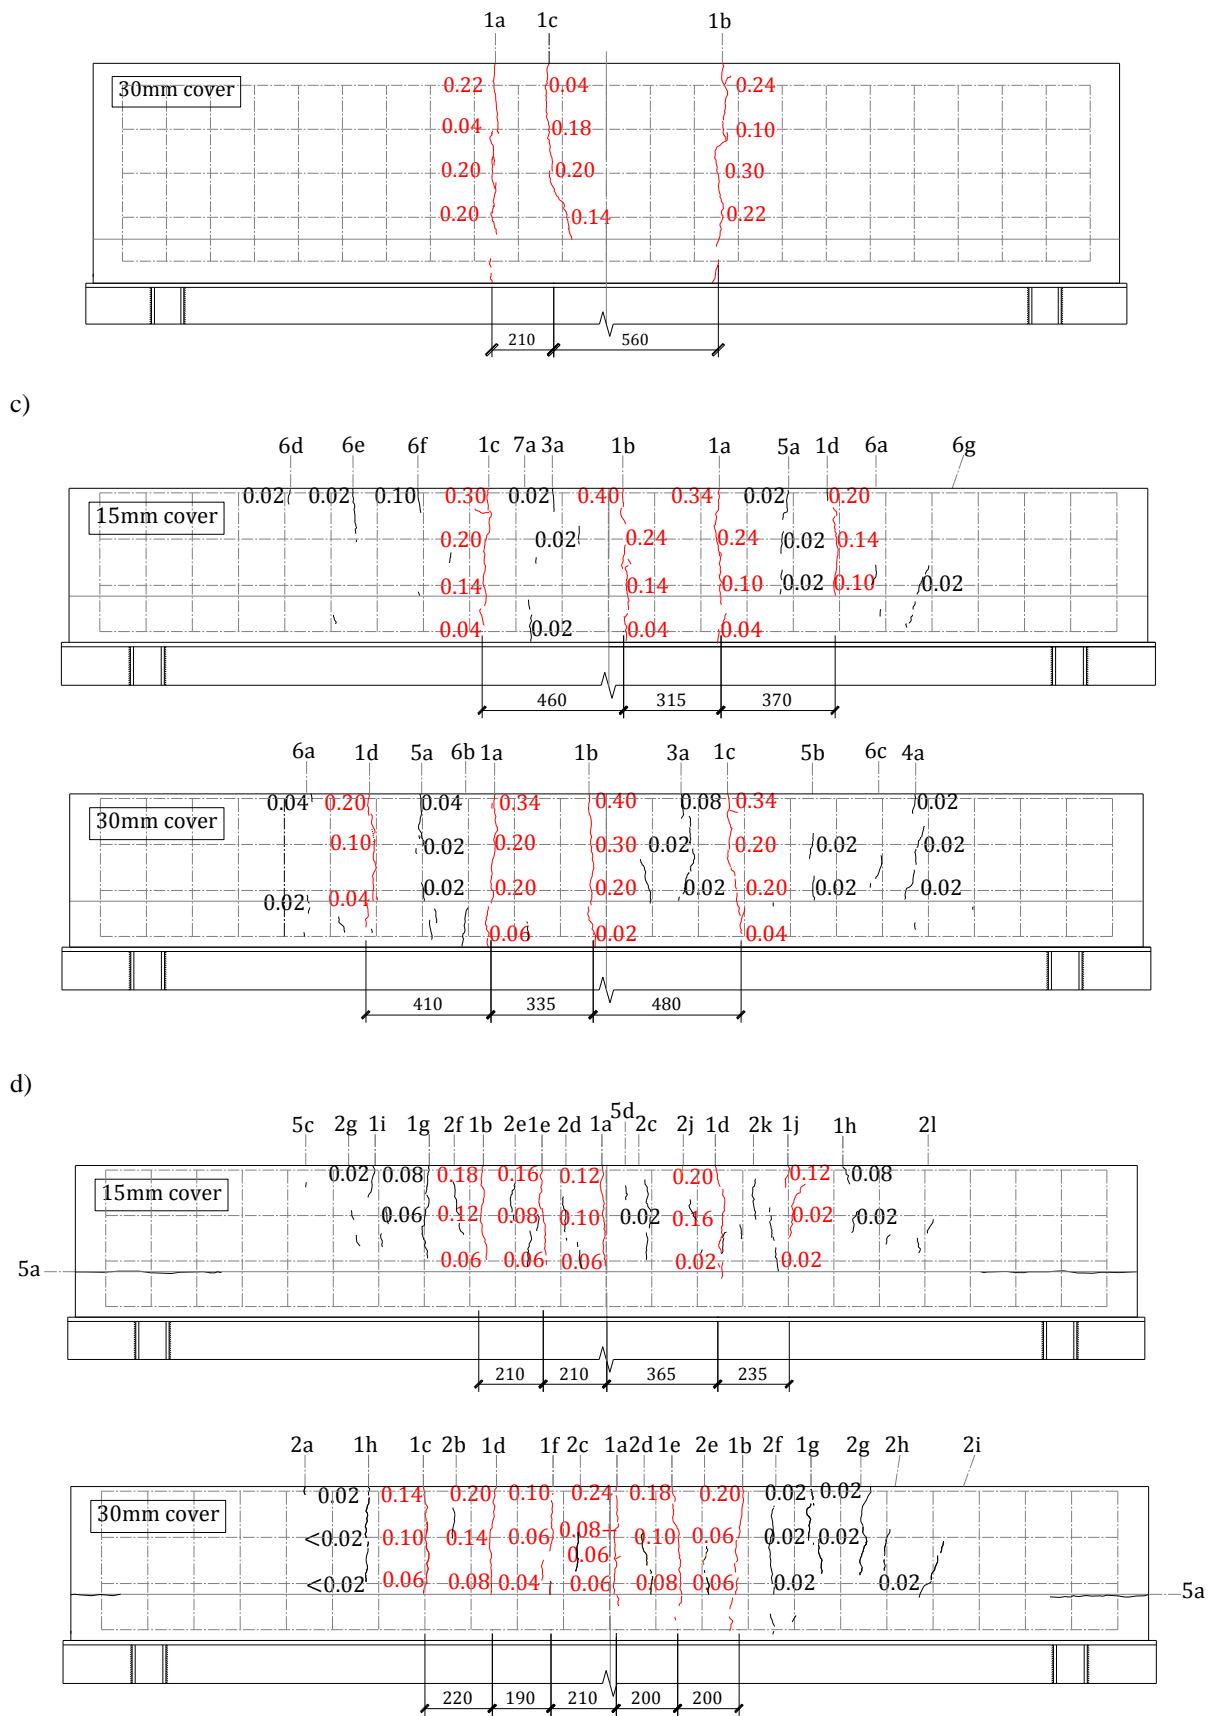 1a 1c 1b
30mm cover
0.22 0.04 0.24
0.04 0.18 0.10
0.20 0.20 0.30
0.20 0.14 0.22
210 560
c)
6d 6e 6f 1c 7a 3a 1b 1a 5a 1d 6a 6g
0.02 0.02 0.10 0.30 0.02 0.40 0.34 0.02 0.20
15mm cover
0.20 0.02 0.24 0.24 0.02 0.14
0.14 0.14 0.10 0.02 0.10 0.02
0.04 0.02 0.04 0.04
460 315 370
6a 1d 5a 6b 1a 1b 3a 1c 5b 6c 4a
0.04 0.20 0.04 0.34 0.40 0.08 0.34 0.02
30mm cover
0.10 0.02 0.20 0.30 0.02 0.20 0.02 0.02
0.02 0.04 0.02 0.20 0.20 0.02 0.20 0.02 0.02
0.06 0.02 0.04
410 335 480
d)
5c 2g 1i 1g 2f 1b 2e 1e 2d 1a 5d 2c 2j 1d 2k 1j 1h 2l
0.02 0.08 0.18 0.16 0.12 0.20 0.12 0.08
15mm cover
0.06 0.12 0.08 0.10 0.02 0.16 0.02 0.02
0.06 0.06 0.06 0.02 0.02
5a
210 210 365 235
2a 1h 1c 2b 1d 1f 2c 1a 2d 1e 2e 1b 2f 1g 2g 2h 2i
0.02 0.14 0.20 0.10 0.24 0.18 0.20 0.02 0.02
30mm cover
<0.02 0.10 0.14 0.06 0.08 0.10 0.06 0.02 0.02
0.06
<0.02 0.06 0.08 0.04 0.06 0.08 0.06 0.02 0.02
5a
220 190 210 200 200